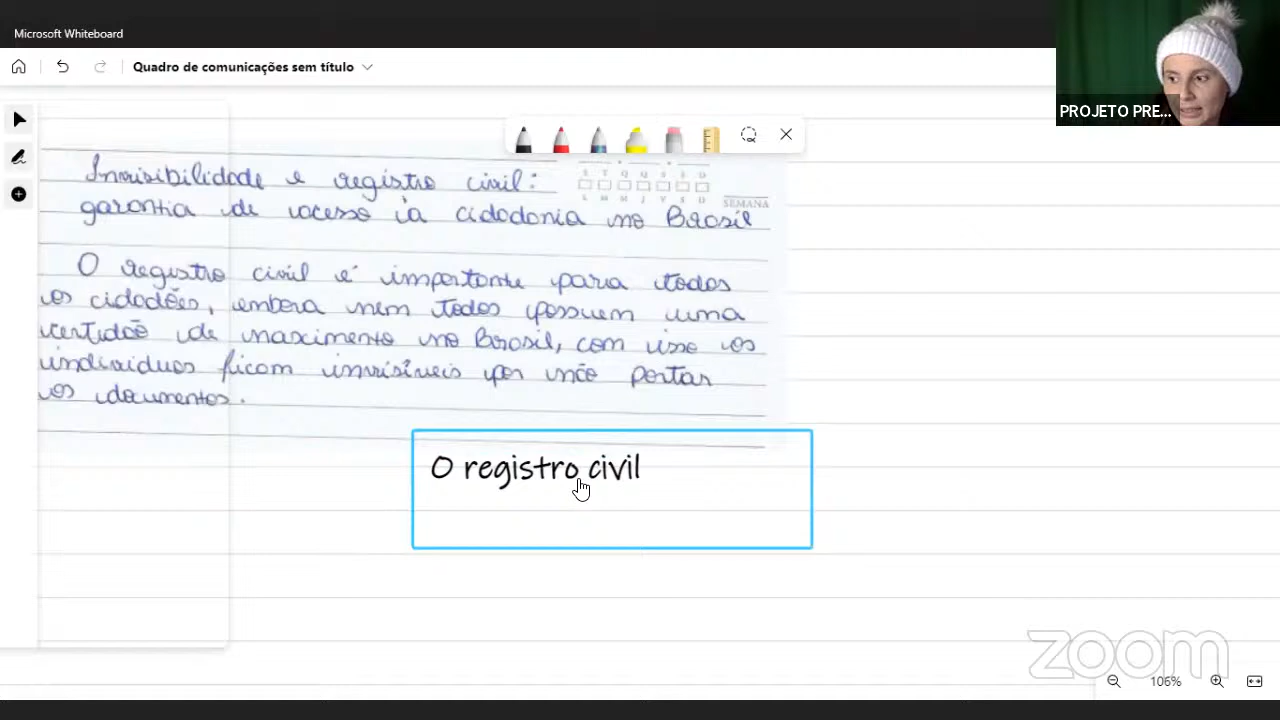 Microsoft Whiteboard
Quadro de comunicações sem título
PROJETO PRE...
S T Q Q S S D
L M M J V S D
SEMANA
Invisibilidade e registro civil:
garantia de acesso à cidadania no Brasil
O registro civil é importante para todos
os cidadões, embora nem todos possuem uma
certidão de nascimento no Brasil, com isso os
indivíduos ficam invisíveis por não portar
os documentos.
O registro civil
zoom
106%